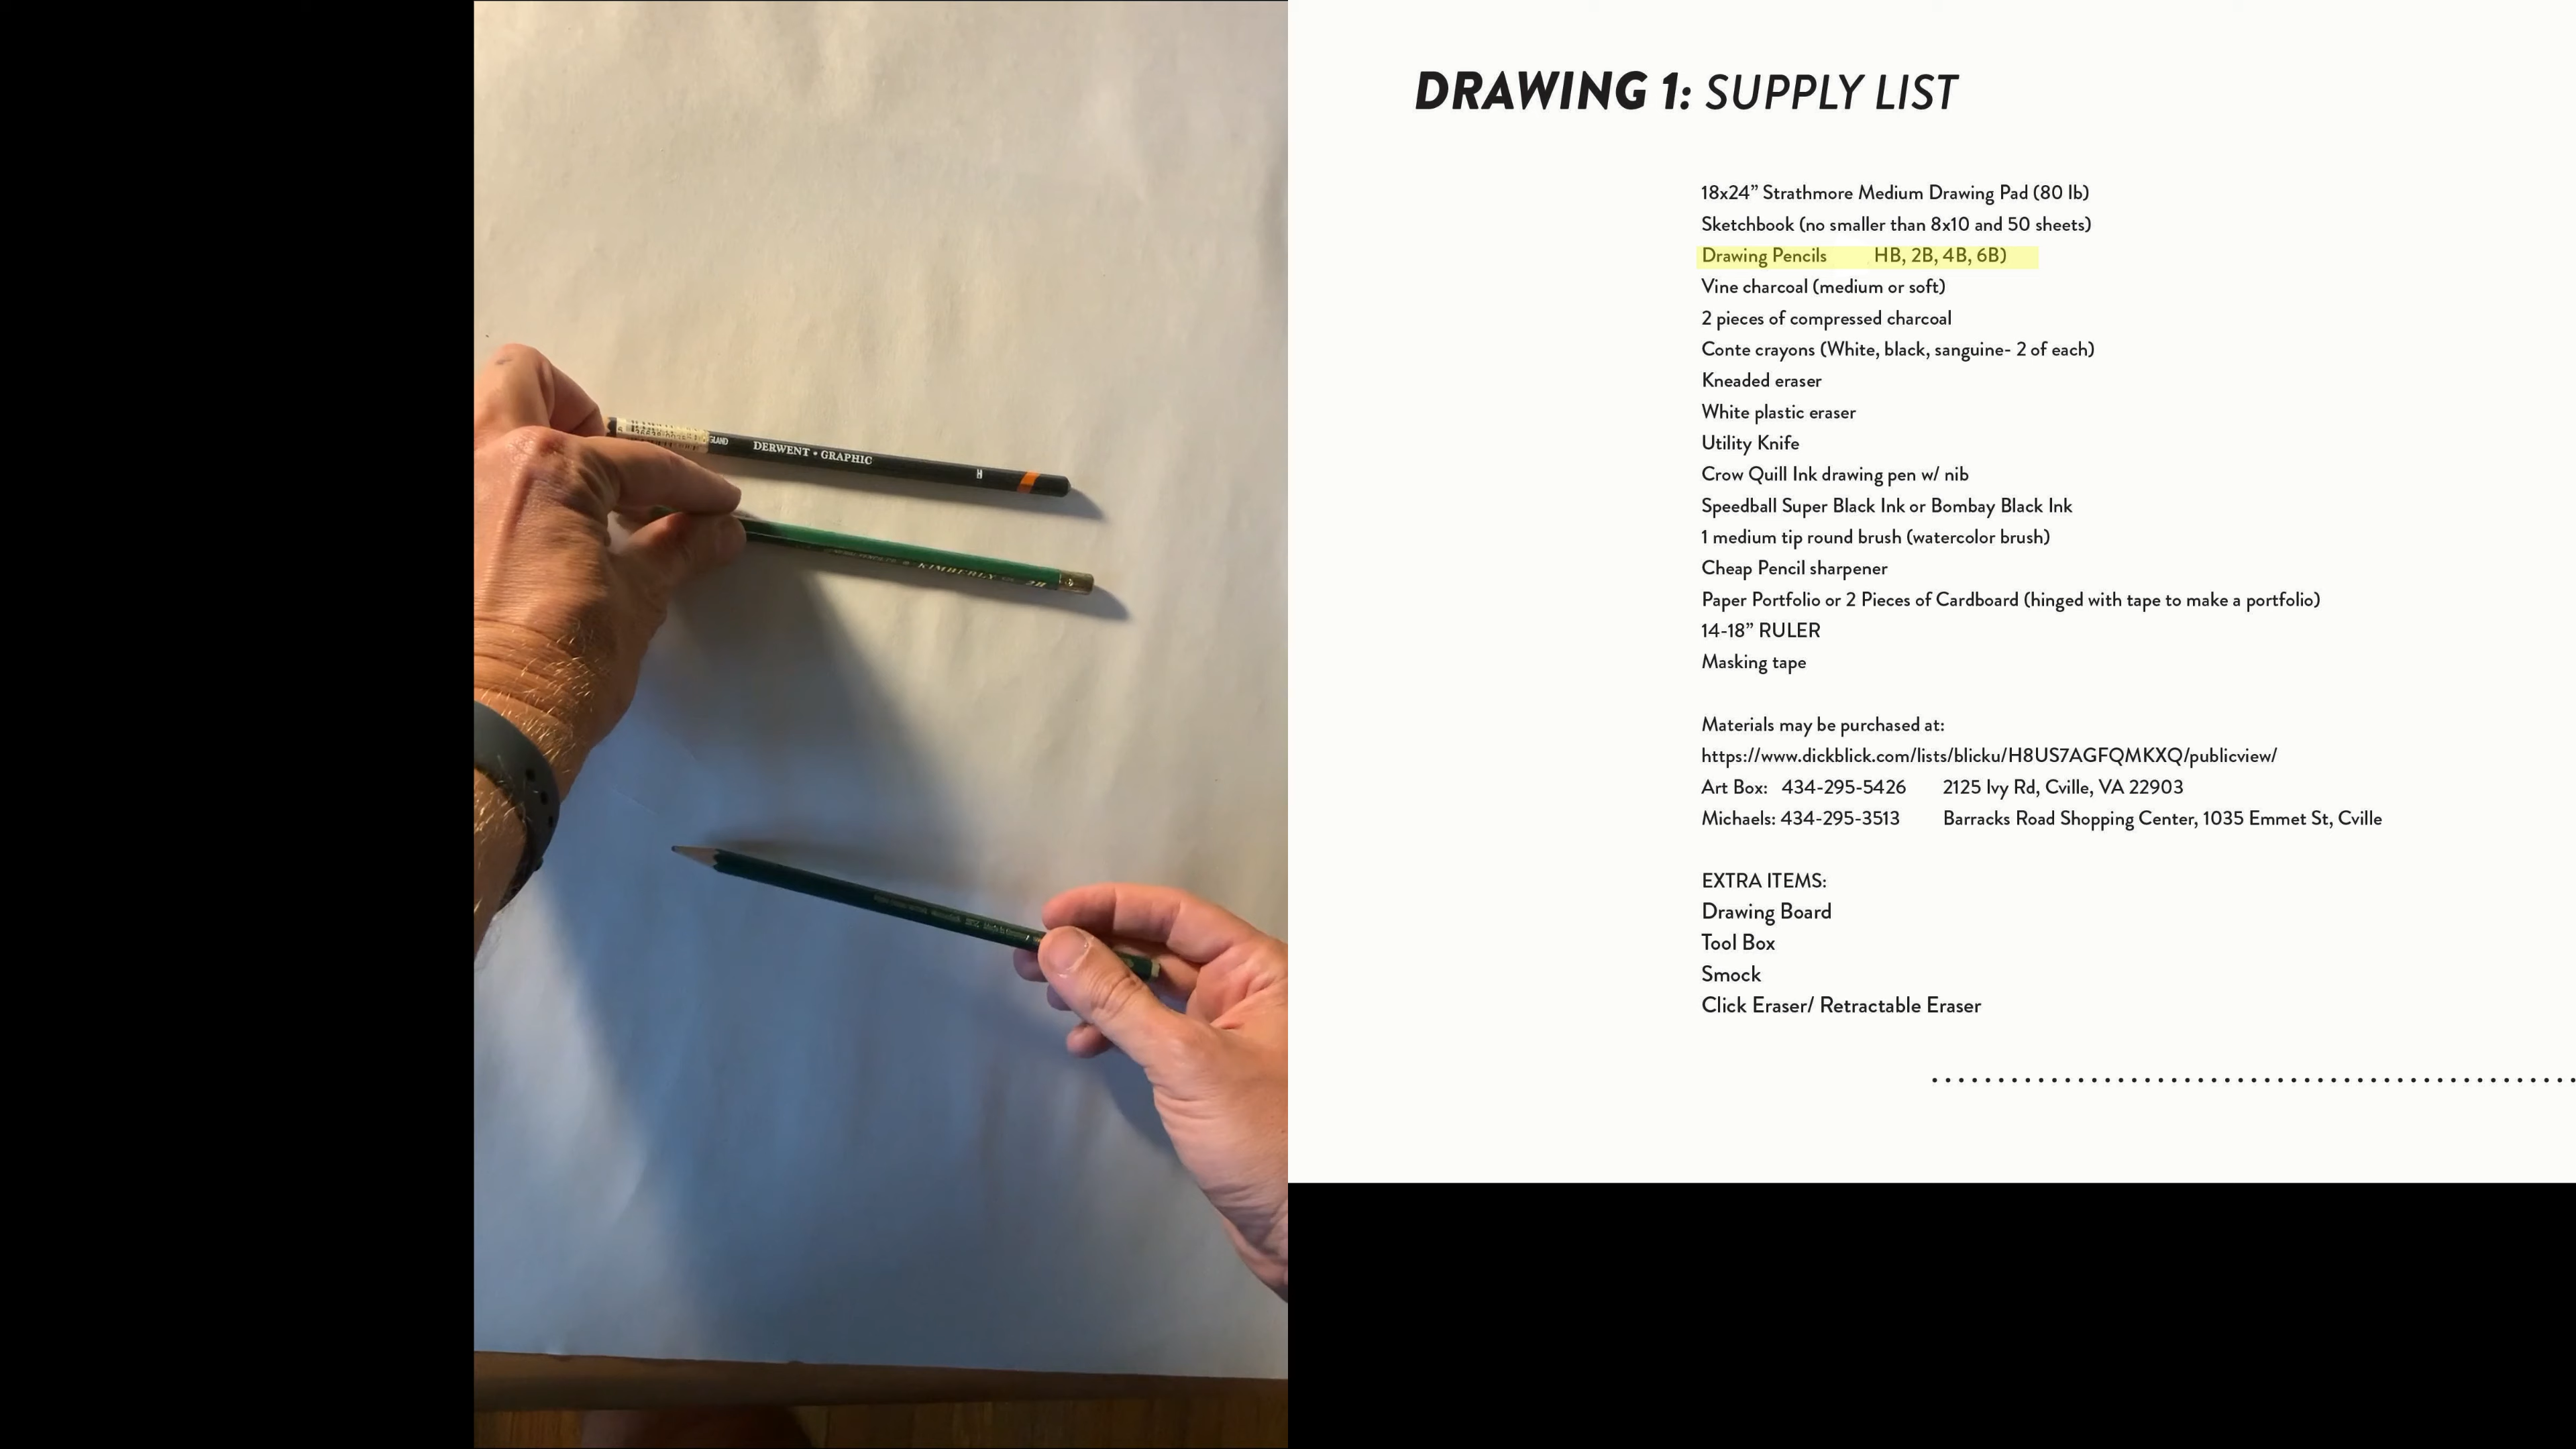 DRAWING 1: SUPPLY LIST
18x24” Strathmore Medium Drawing Pad (80 lb)
Sketchbook (no smaller than 8x10 and 50 sheets)
Drawing Pencils HB, 2B, 4B, 6B)
Vine charcoal (medium or soft)
2 pieces of compressed charcoal
Conte crayons (White, black, sanguine- 2 of each)
Kneaded eraser
White plastic eraser
Utility Knife
Crow Quill Ink drawing pen w/ nib
Speedball Super Black Ink or Bombay Black Ink
1 medium tip round brush (watercolor brush)
Cheap Pencil sharpener
Paper Portfolio or 2 Pieces of Cardboard (hinged with tape to make a portfolio)
14-18” RULER
Masking tape
Materials may be purchased at:
https://www.dickblick.com/lists/blicku/H8US7AGFQMKXQ/publicview/
Art Box: 434-295-5426 2125 Ivy Rd, Cville, VA 22903
Michaels: 434-295-3513 Barracks Road Shopping Center, 1035 Emmet St, Cville
EXTRA ITEMS:
Drawing Board
Tool Box
Smock
Click Eraser/ Retractable Eraser
DERWENT • GRAPHIC H
KIMBERLY